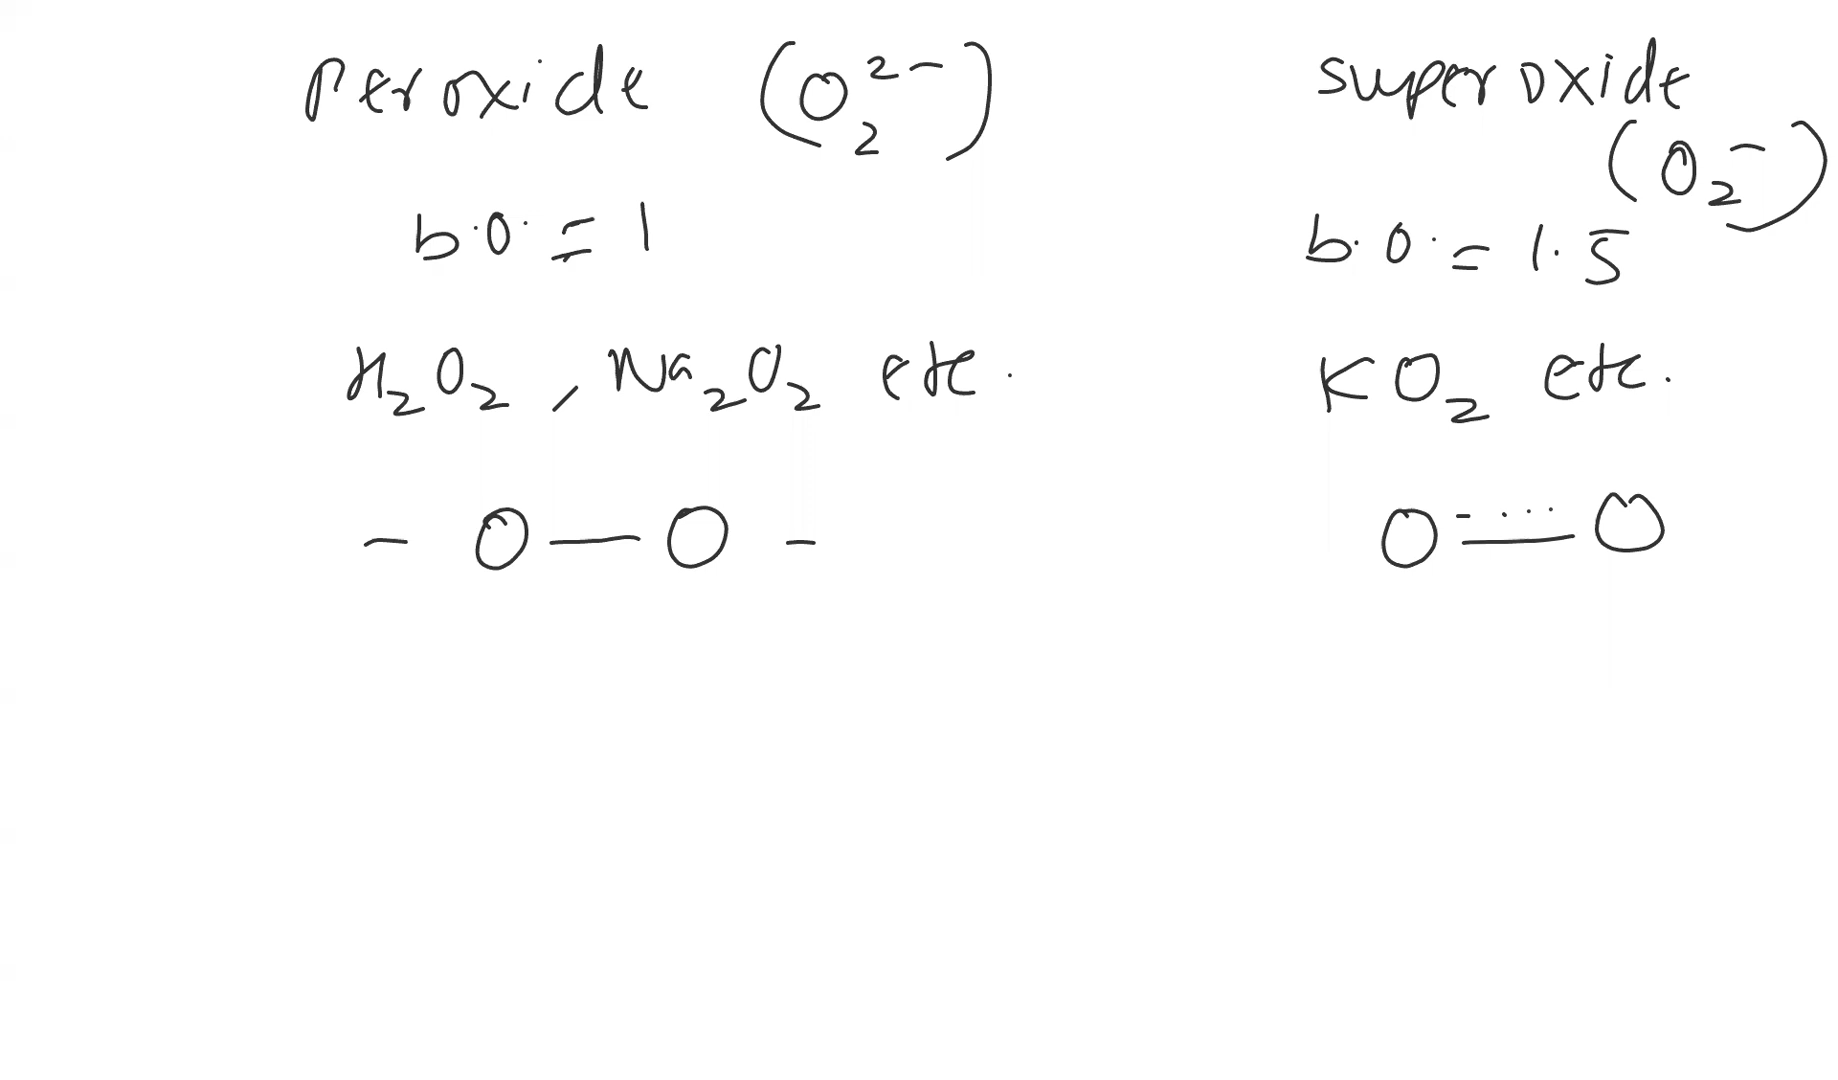 peroxide (O₂²⁻)
superoxide
(O₂⁻)
b.o. = 1
b.o. = 1.5
H₂O₂, Na₂O₂ etc.
KO₂ etc.
- O — O -
O ⩧ O